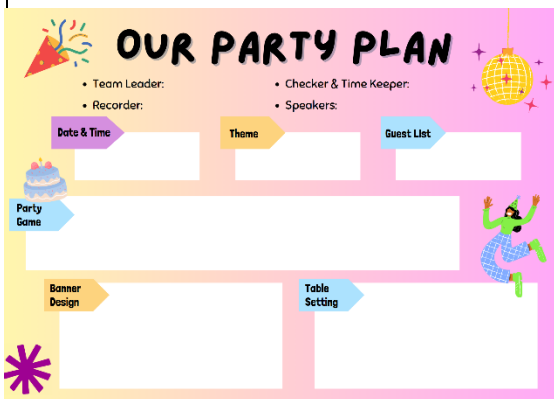 OUR PARTY PLAN
• Team Leader:
• Checker & Time Keeper:
• Recorder:
• Speakers:
Date & Time
Theme
Guest List
Party
Game
Banner
Design
Table
Setting